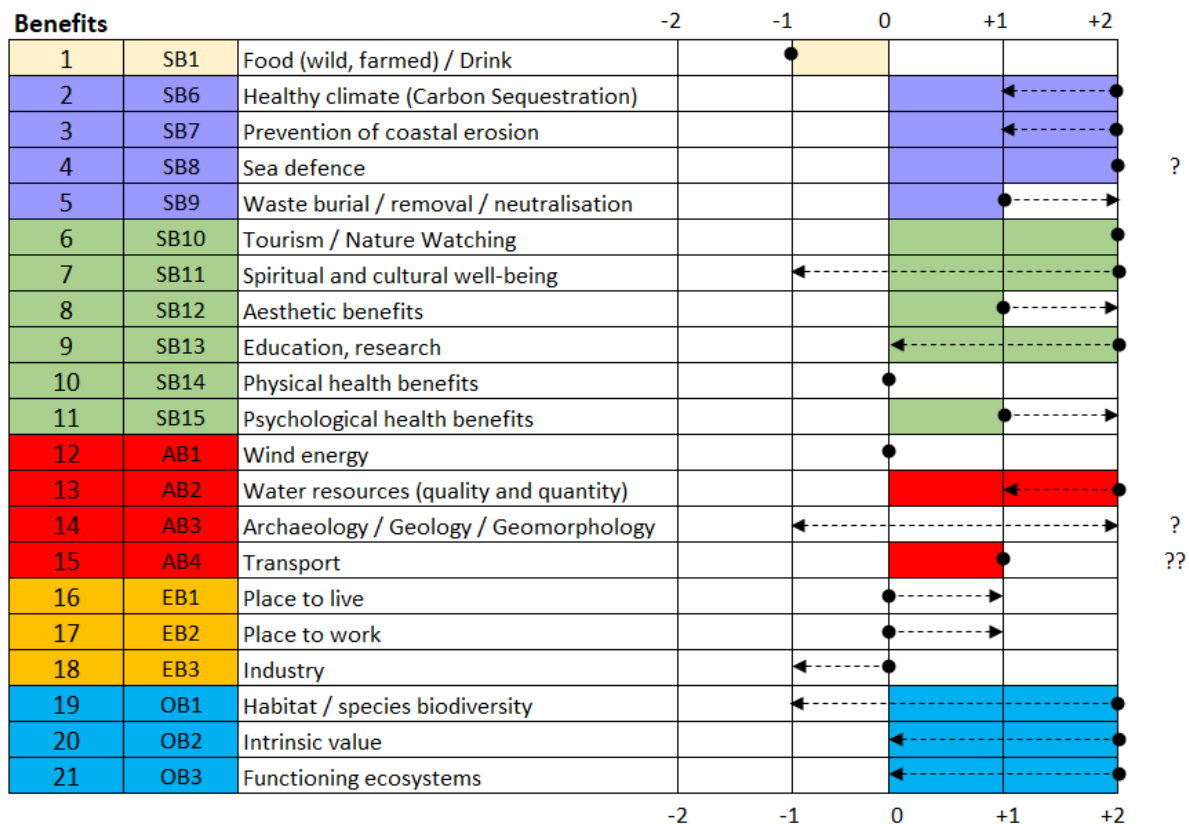 Benefits -2 -1 0 +1 +2
1 SB1 Food (wild, farmed) / Drink
2 SB6 Healthy climate (Carbon Sequestration)
3 SB7 Prevention of coastal erosion
4 SB8 Sea defence ?
5 SB9 Waste burial / removal / neutralisation
6 SB10 Tourism / Nature Watching
7 SB11 Spiritual and cultural well-being
8 SB12 Aesthetic benefits
9 SB13 Education, research
10 SB14 Physical health benefits
11 SB15 Psychological health benefits
12 AB1 Wind energy
13 AB2 Water resources (quality and quantity)
14 AB3 Archaeology / Geology / Geomorphology ?
15 AB4 Transport ??
16 EB1 Place to live
17 EB2 Place to work
18 EB3 Industry
19 OB1 Habitat / species biodiversity
20 OB2 Intrinsic value
21 OB3 Functioning ecosystems
-2 -1 0 +1 +2